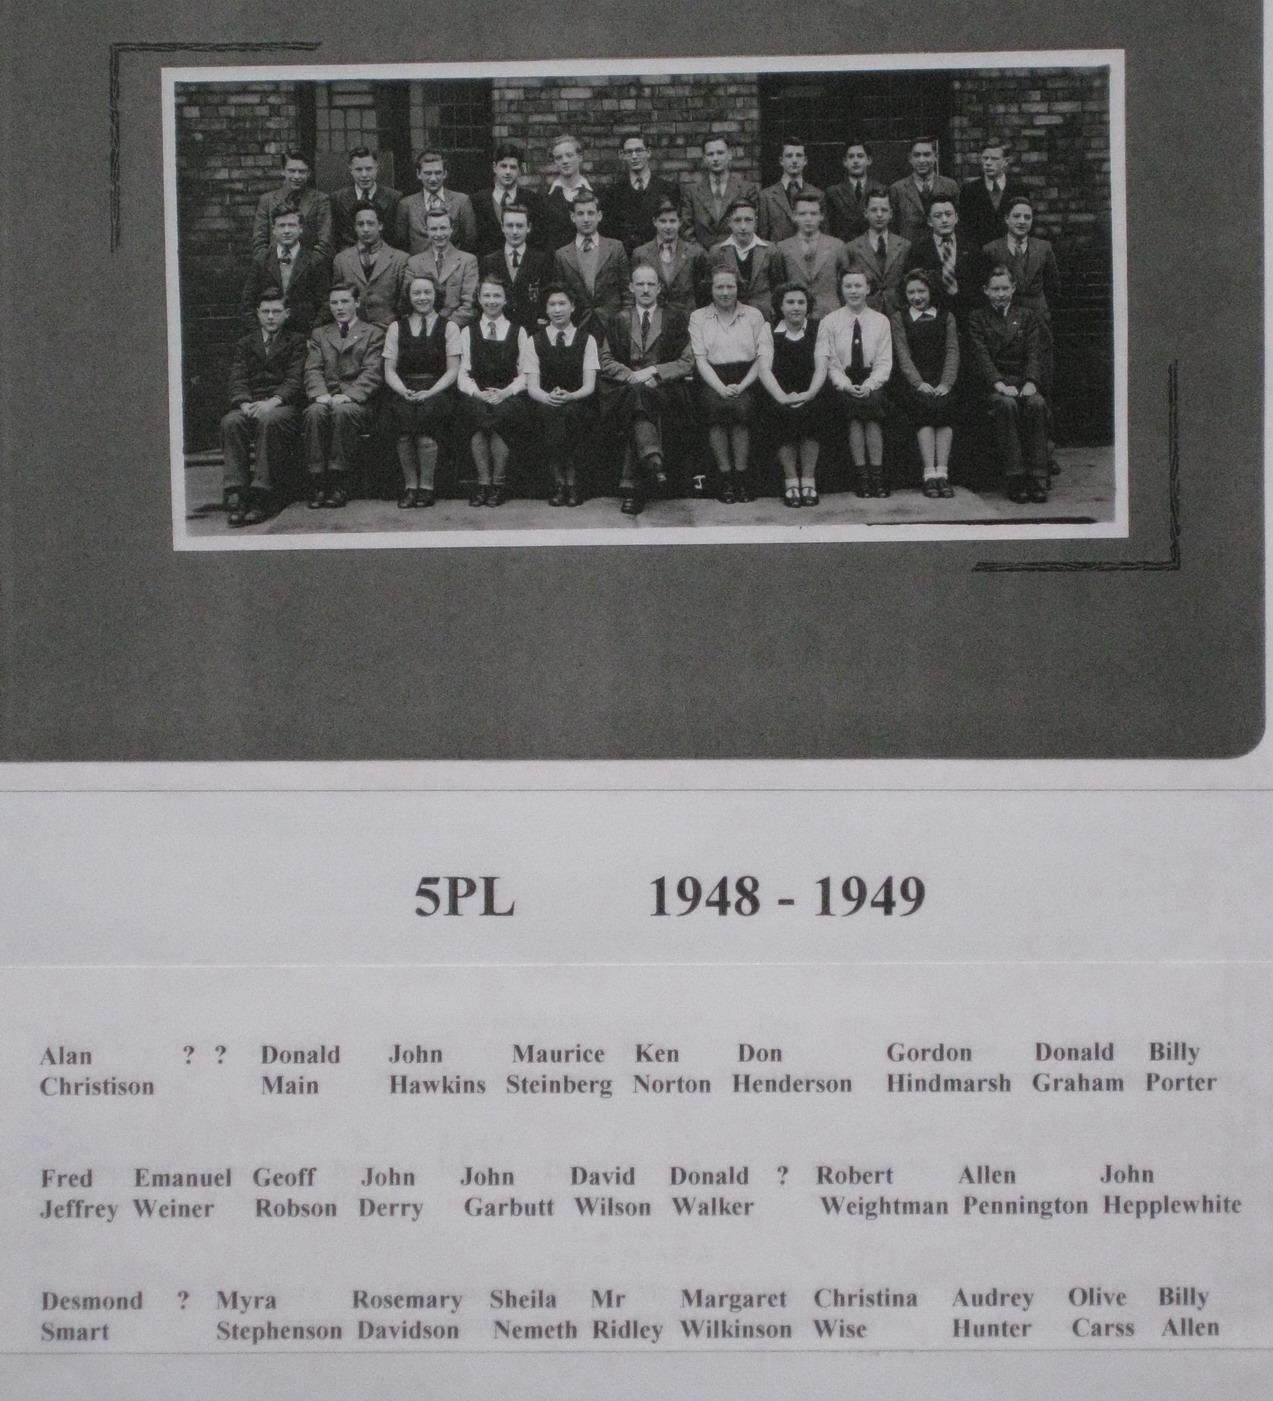 5PL 1948 - 1949
Alan ? ? Donald John Maurice Ken Don Gordon Donald Billy
Christison Main Hawkins Steinberg Norton Henderson Hindmarsh Graham Porter
Fred Emanuel Geoff John John David Donald ? Robert Allen John
Jeffrey Weiner Robson Derry Garbutt Wilson Walker Weightman Pennington Hepplewhite
Desmond ? Myra Rosemary Sheila Mr Margaret Christina Audrey Olive Billy
Smart Stephenson Davidson Nemeth Ridley Wilkinson Wise Hunter Carss Allen